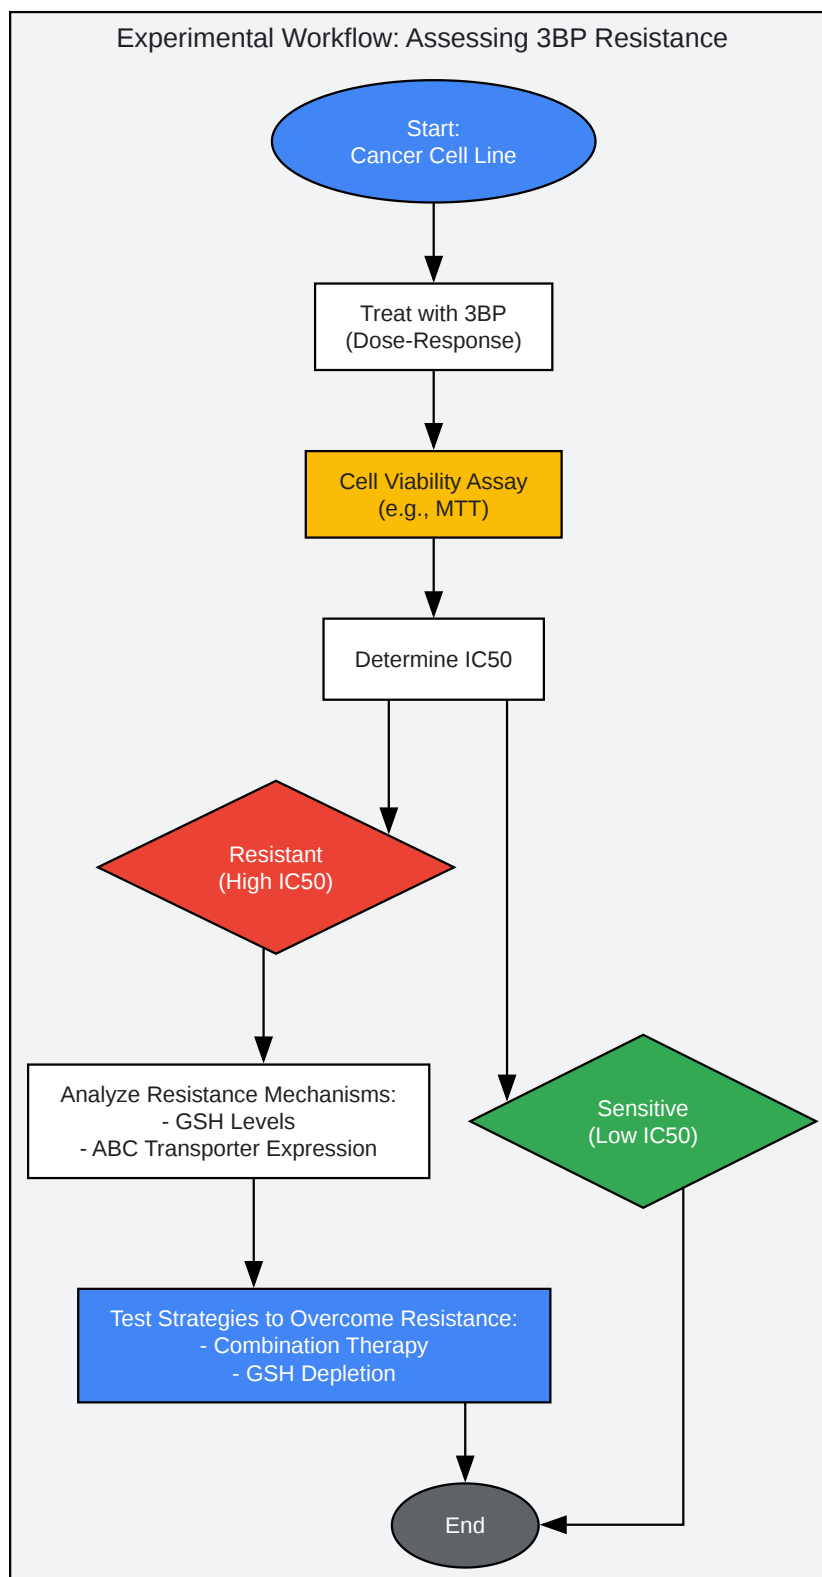 Experimental Workflow: Assessing 3BP Resistance
Start:
Cancer Cell Line
Treat with 3BP
(Dose-Response)
Cell Viability Assay
(e.g., MTT)
Determine IC50
Resistant
(High IC50)
Analyze Resistance Mechanisms:
- GSH Levels
- ABC Transporter Expression
Sensitive
(Low IC50)
Test Strategies to Overcome Resistance:
- Combination Therapy
- GSH Depletion
End